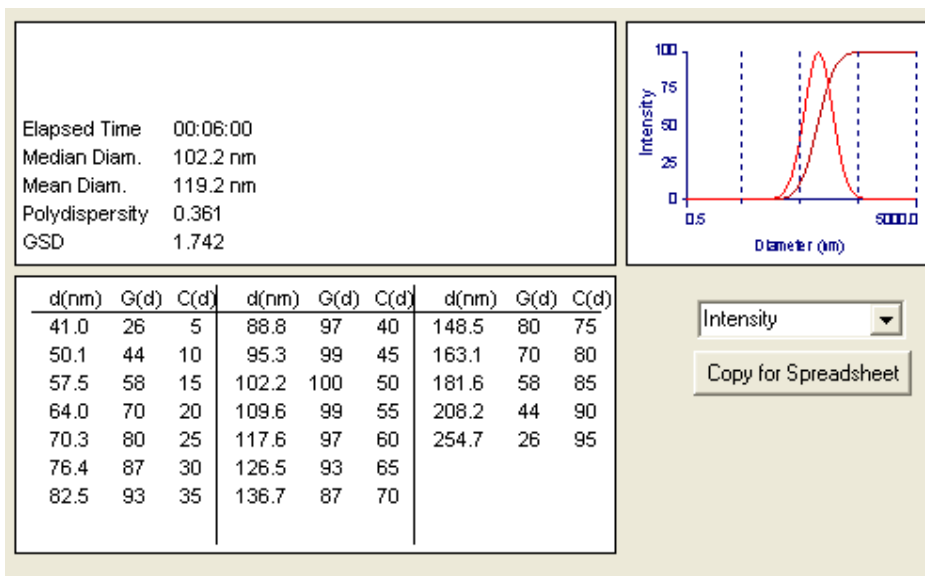 Elapsed Time 00:06:00
Median Diam. 102.2 nm
Mean Diam. 119.2 nm
Polydispersity 0.361
GSD 1.742
100
75
50
25
0
Intensity
0.5 5000.0
Diameter (nm)
d(nm) G(d) C(d) d(nm) G(d) C(d) d(nm) G(d) C(d)
41.0 26 5 88.8 97 40 148.5 80 75
50.1 44 10 95.3 99 45 163.1 70 80
57.5 58 15 102.2 100 50 181.6 58 85
64.0 70 20 109.6 99 55 208.2 44 90
70.3 80 25 117.6 97 60 254.7 26 95
76.4 87 30 126.5 93 65
82.5 93 35 136.7 87 70
Intensity
Copy for Spreadsheet